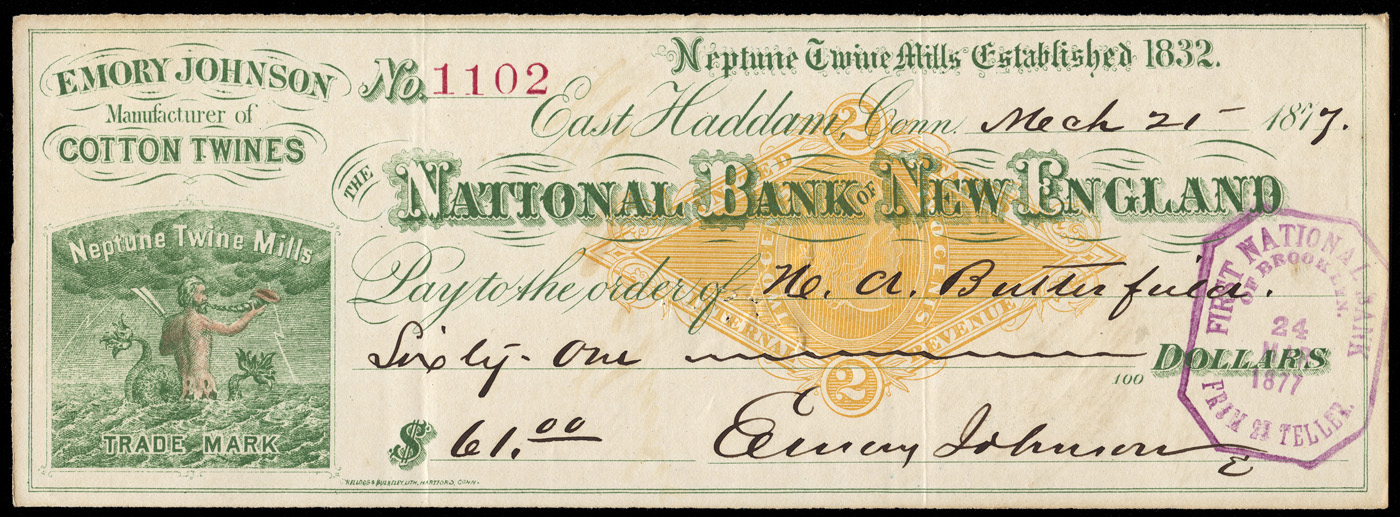 EMORY JOHNSON
Manufacturer of
COTTON TWINES
No. 1102
Neptune Twine Mills Established 1832.
East Haddam Conn. Mech 21 1877.
THE NATIONAL BANK OF NEW ENGLAND
Pay to the order of H. A. Butterfield.
Sixty-One DOLLARS
100
$ 61.00
Emory Johnson
Neptune Twine Mills
TRADE MARK
KELLOGG & BULKELEY, LITH. HARTFORD, CONN.
2
INTERNAL REVENUE
2
FIRST NATIONAL BANK
OF BROOKLYN.
24
1877
FROM 2d TELLER.